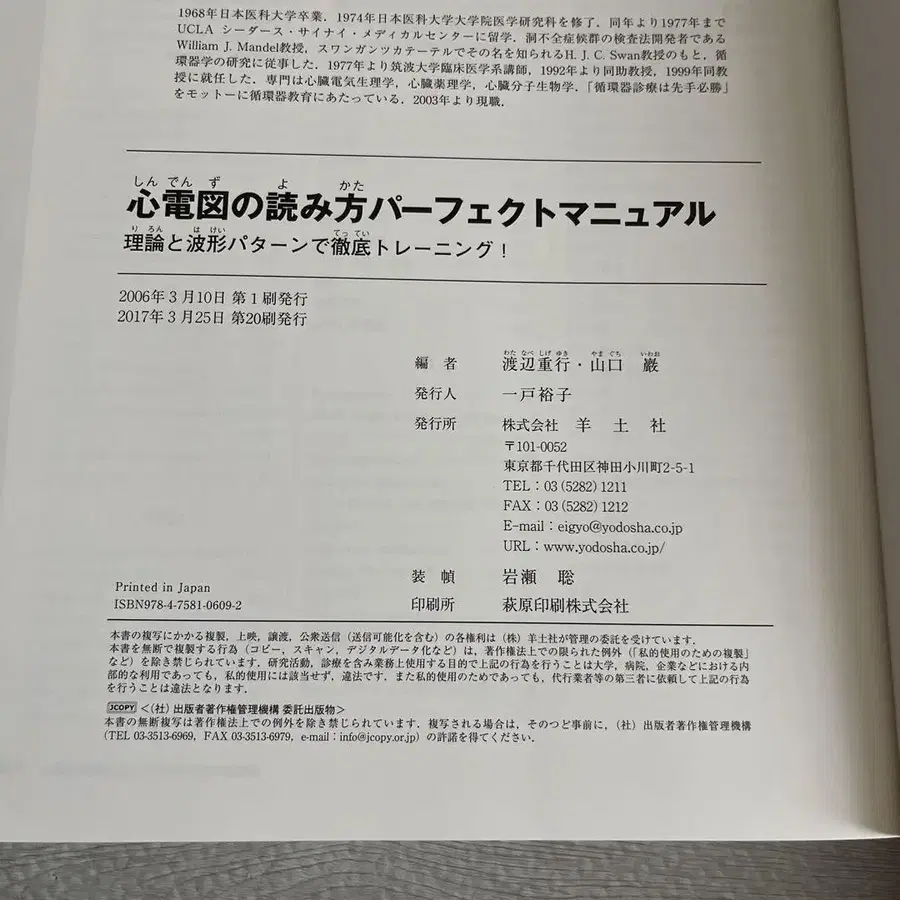 1968年日本医科大学卒業．1974年日本医科大学大学院医学研究科を修了．同年より1977年まで
UCLA シーダース・サイナイ・メディカルセンターに留学．洞不全症候群の検査法開発者である
William J. Mandel教授，スワンガンツカテーテルでその名を知られるH. J. C. Swan教授のもと，循
環器学の研究に従事した．1977年より筑波大学臨床医学系講師，1992年より同助教授，1999年同教
授に就任した．専門は心臓電気生理学，心臓薬理学，心臓分子生物学．「循環器診療は先手必勝」
をモットーに循環器教育にあたっている．2003年より現職．
しん でん ず よ かた
心電図の読み方パーフェクトマニュアル
り ろん は けい てっ てい
理論と波形パターンで徹底トレーニング！
2006年3月10日 第1刷発行
2017年3月25日 第20刷発行
わた なべ しげ ゆき やま ぐち いわお
編 者 渡辺重行・山口 巖
発行人 一戸裕子
発行所 株式会社 羊 土 社
〒101-0052
東京都千代田区神田小川町2-5-1
TEL：03 (5282) 1211
FAX：03 (5282) 1212
E-mail：eigyo@yodosha.co.jp
URL：www.yodosha.co.jp/
装 幀 岩瀬 聡
Printed in Japan
ISBN978-4-7581-0609-2
印刷所 萩原印刷株式会社
本書の複写にかかる複製，上映，譲渡，公衆送信（送信可能化を含む）の各権利は（株）羊土社が管理の委託を受けています．
本書を無断で複製する行為（コピー，スキャン，デジタルデータ化など）は，著作権法上での限られた例外（「私的使用のための複製」
など）を除き禁じられています．研究活動，診療を含み業務上使用する目的で上記の行為を行うことは大学，病院，企業などにおける内
部的な利用であっても，私的使用には該当せず，違法です．また私的使用のためであっても，代行業者等の第三者に依頼して上記の行為
を行うことは違法となります．
JCOPY ＜（社）出版者著作権管理機構 委託出版物＞
本書の無断複写は著作権法上での例外を除き禁じられています．複写される場合は，そのつど事前に，（社）出版者著作権管理機構
（TEL 03-3513-6969，FAX 03-3513-6979，e-mail：info@jcopy.or.jp）の許諾を得てください．